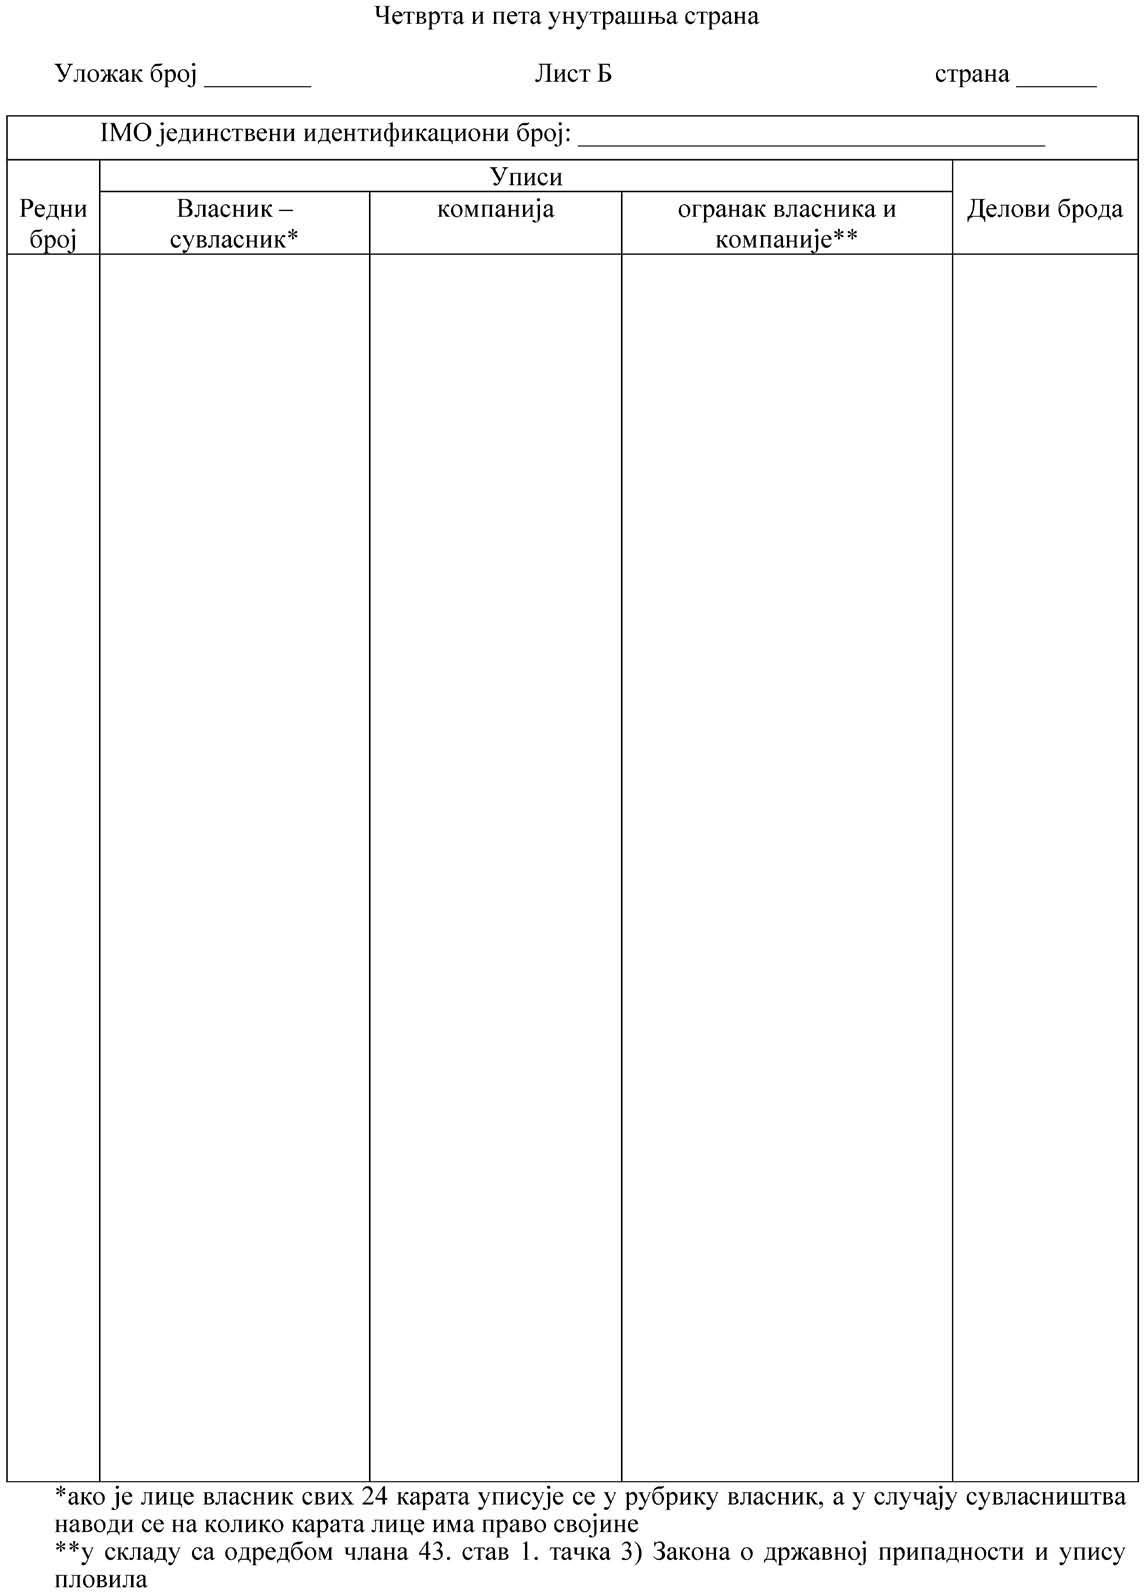 Четврта и пета унутрашња страна
Уложак број ________ Лист Б страна ______
IMO јединствени идентификациони број: ___________________________________
Уписи
Редни број Власник – сувласник* компанија огранак власника и компаније** Делови брода
*ако је лице власник свих 24 карата уписује се у рубрику власник, а у случају сувласништва
наводи се на колико карата лице има право својине
**у складу са одредбом члана 43. став 1. тачка 3) Закона о државној припадности и упису
пловила